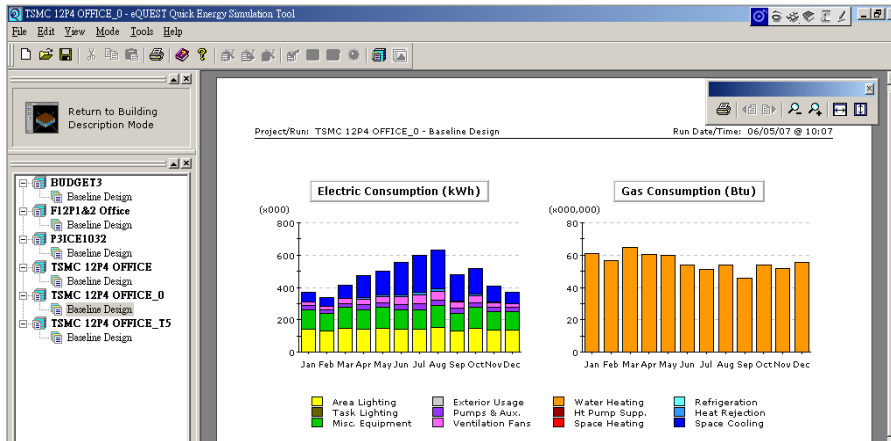 TSMC 12P4 OFFICE_0 - eQUEST Quick Energy Simulation Tool
File Edit View Mode Tools Help
Return to Building
Description Mode
BUDGET3
Baseline Design
F12P1&2 Office
Baseline Design
P3ICE1032
Baseline Design
TSMC 12P4 OFFICE
Baseline Design
TSMC 12P4 OFFICE_0
Baseline Design
TSMC 12P4 OFFICE_T5
Baseline Design
Project/Run: TSMC 12P4 OFFICE_0 - Baseline Design
Run Date/Time: 06/05/07 @ 10:07
Electric Consumption (kWh)
(x000)
800
600
400
200
0
Jan Feb Mar Apr May Jun Jul Aug Sep Oct Nov Dec
Gas Consumption (Btu)
(x000,000)
80
60
40
20
0
Jan Feb Mar Apr May Jun Jul Aug Sep Oct Nov Dec
Area Lighting
Task Lighting
Misc. Equipment
Exterior Usage
Pumps & Aux.
Ventilation Fans
Water Heating
Ht Pump Supp.
Space Heating
Refrigeration
Heat Rejection
Space Cooling